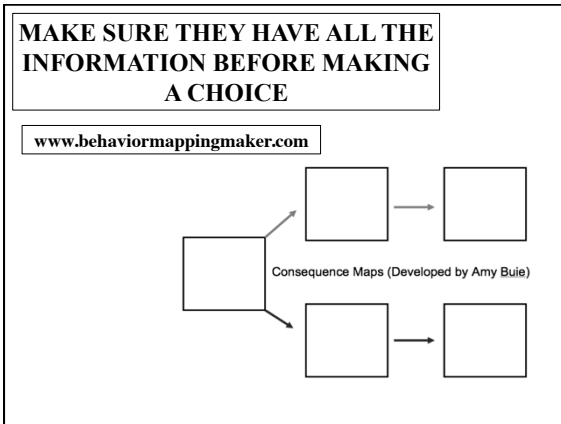 MAKE SURE THEY HAVE ALL THE
INFORMATION BEFORE MAKING
A CHOICE
www.behaviormappingmaker.com
Consequence Maps (Developed by Amy Buie)